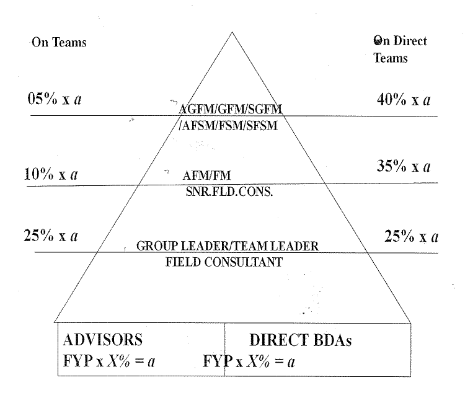 On Teams
On Direct
Teams
05% x a
40% x a
AGFM/GFM/SGFM
/AFSM/FSM/SFSM
10% x a
35% x a
AFM/FM
SNR.FLD.CONS.
25% x a
25% x a
GROUP LEADER/TEAM LEADER
FIELD CONSULTANT
ADVISORS
FYP x X% = a
DIRECT BDAs
FYP x X% = a